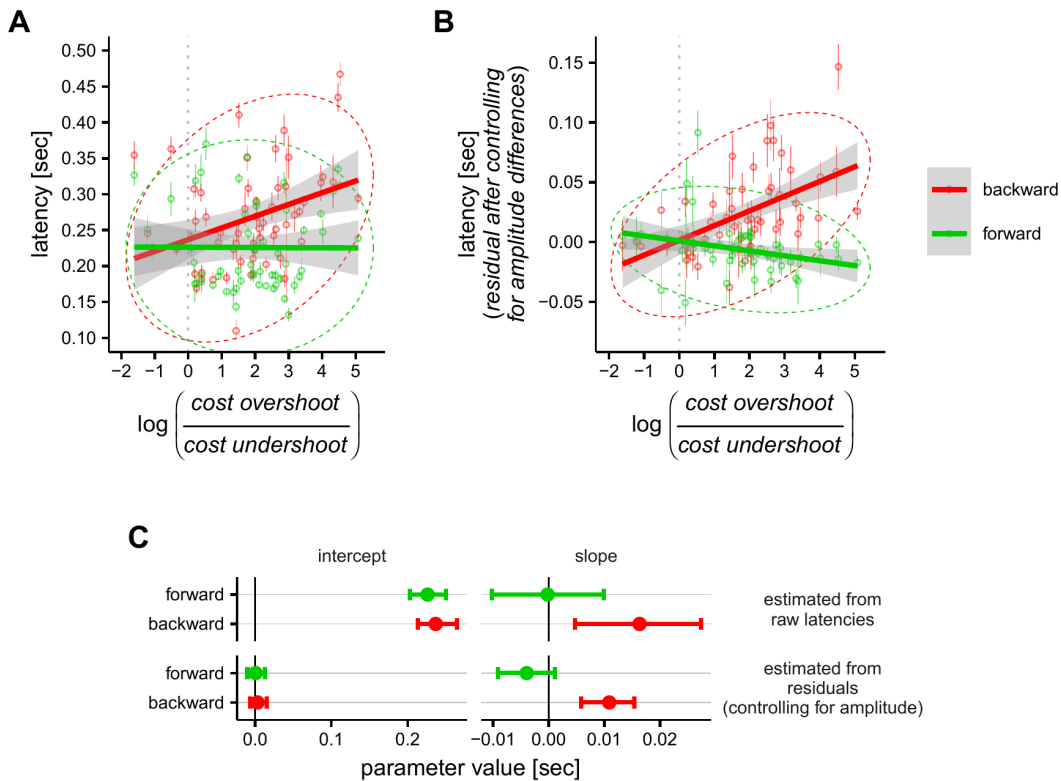 A
latency [sec]
0.50
0.45
0.40
0.35
0.30
0.25
0.20
0.15
0.10
−2 −1 0 1 2 3 4 5
log (cost overshoot
cost undershoot)
B
latency [sec]
(residual after controlling
for amplitude differences)
0.15
0.10
0.05
0.00
−0.05
−2 −1 0 1 2 3 4 5
log (cost overshoot
cost undershoot)
backward
forward
C
intercept slope
forward
backward
estimated from
raw latencies
forward
backward
estimated from
residuals
(controlling for amplitude)
0.0 0.2 −0.01 0.00 0.01 0.02
parameter value [sec]